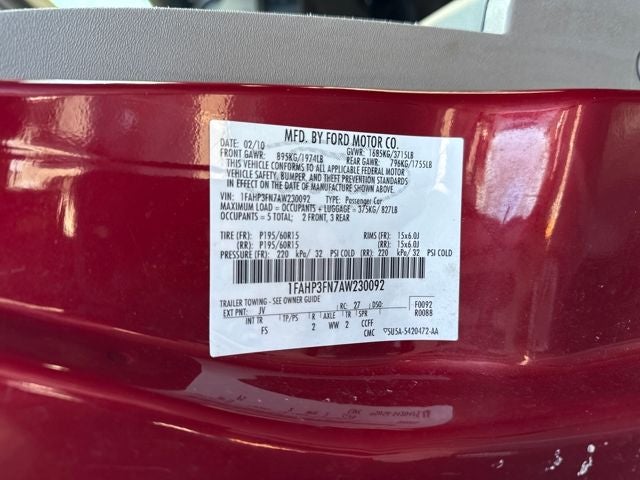 MFD. BY FORD MOTOR CO.
DATE: 02/10 GVWR: 1685KG/3715LB
FRONT GAWR: 895KG/1974LB REAR GAWR: 796KG/1755LB
THIS VEHICLE CONFORMS TO ALL APPLICABLE FEDERAL MOTOR
VEHICLE SAFETY, BUMPER, AND THEFT PREVENTION STANDARDS
IN EFFECT ON THE DATE OF MANUFACTURE SHOWN ABOVE.
VIN: 1FAHP3FN7AW230092 TYPE: Passenger Car
MAXIMUM LOAD = OCCUPANTS + LUGGAGE = 375KG/827LB
OCCUPANTS = 5 TOTAL: 2 FRONT, 3 REAR
TIRE (FR): P195/60R15 RIMS (FR): 15x6.0J
(RR): P195/60R15 (RR): 15x6.0J
PRESSURE (FR): 220 kPa/ 32 PSI COLD (RR): 220 kPa/ 32 PSI COLD
1FAHP3FN7AW230092
TRAILER TOWING - SEE OWNER GUIDE
EXT PNT: JV RC: 27 DSO: F0092
INT TR TP/PS R AXLE TR SPR R0088
FS 2 WW 2 CCFF
CMC 5U5A-5420472-AA